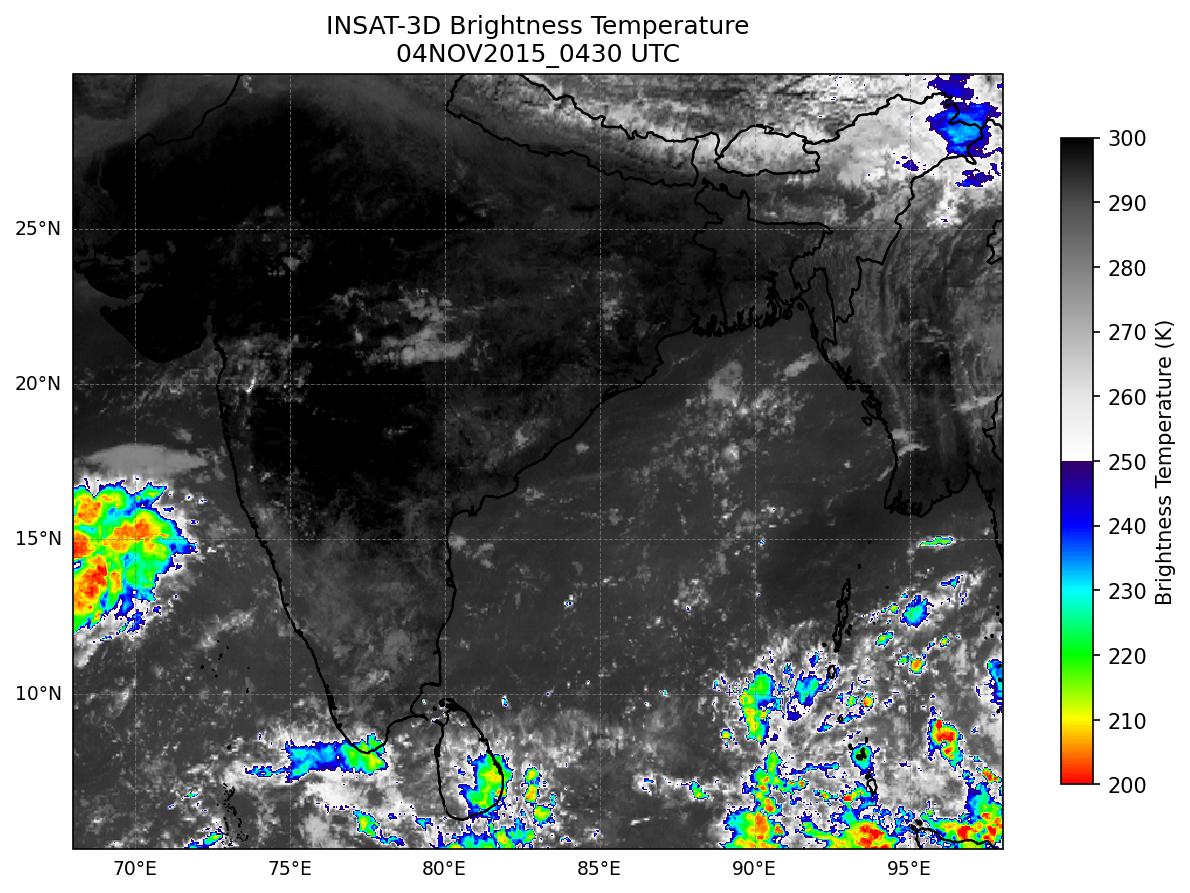 INSAT-3D Brightness Temperature
04NOV2015_0430 UTC
25°N
20°N
15°N
10°N
70°E
75°E
80°E
85°E
90°E
95°E
300
290
280
270
260
250
240
230
220
210
200
Brightness Temperature (K)